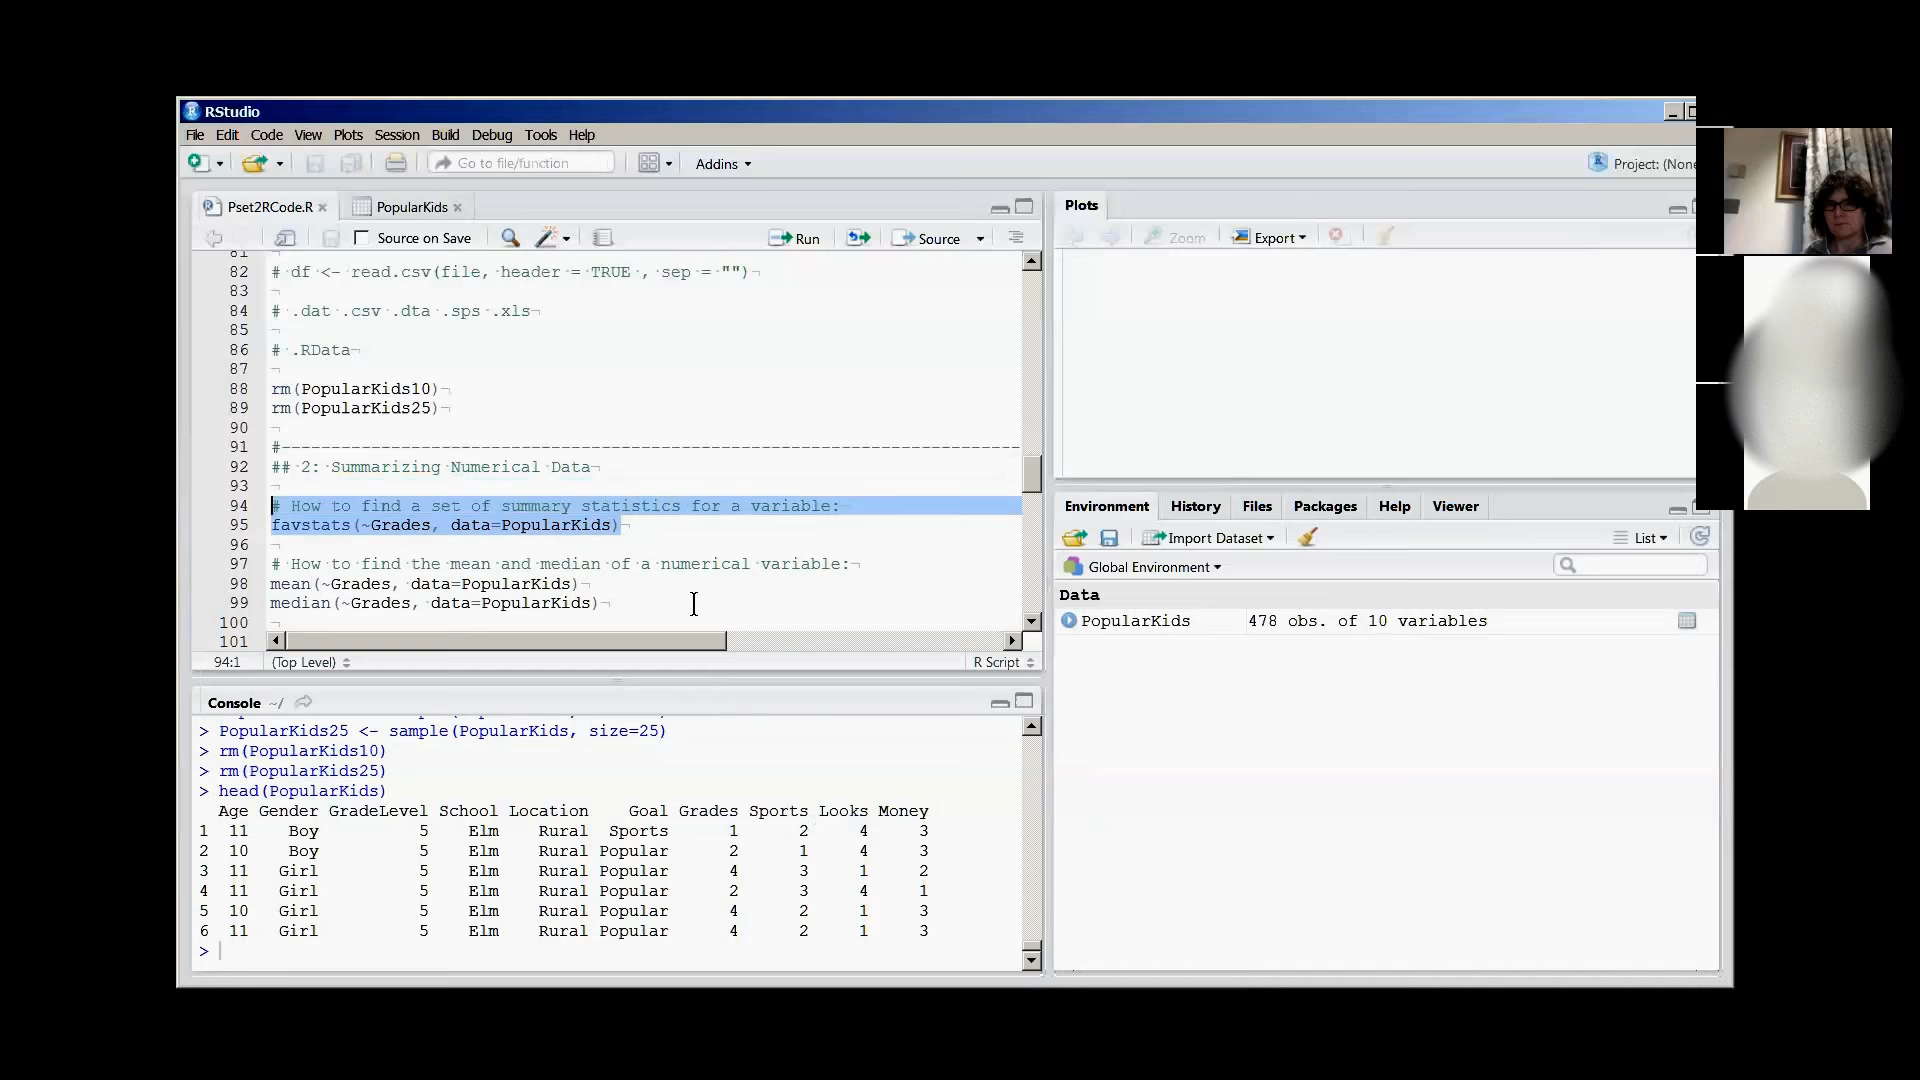 RStudio
File Edit Code View Plots Session Build Debug Tools Help
Go to file/function Addins Project: (None
Pset2RCode.R PopularKids
Source on Save Run Source
81
82 # df <- read.csv(file, header = TRUE , sep = "")
83
84 # .dat .csv .dta .sps .xls
85
86 # .RData
87
88 rm(PopularKids10)
89 rm(PopularKids25)
90
91 #--------------------------------------------------------------------------
92 ## 2: Summarizing Numerical Data
93
94 # How to find a set of summary statistics for a variable:
95 favstats(~Grades, data=PopularKids)
96
97 # How to find the mean and median of a numerical variable:
98 mean(~Grades, data=PopularKids)
99 median(~Grades, data=PopularKids)
100
101
94:1 (Top Level) R Script
Console ~/
> PopularKids25 <- sample(PopularKids, size=25)
> rm(PopularKids10)
> rm(PopularKids25)
> head(PopularKids)
Age Gender GradeLevel School Location Goal Grades Sports Looks Money
1 11 Boy 5 Elm Rural Sports 1 2 4 3
2 10 Boy 5 Elm Rural Popular 2 1 4 3
3 11 Girl 5 Elm Rural Popular 4 3 1 2
4 11 Girl 5 Elm Rural Popular 2 3 4 1
5 10 Girl 5 Elm Rural Popular 4 2 1 3
6 11 Girl 5 Elm Rural Popular 4 2 1 3
>
Plots
Zoom Export
Environment History Files Packages Help Viewer
Import Dataset List
Global Environment
Data
PopularKids 478 obs. of 10 variables